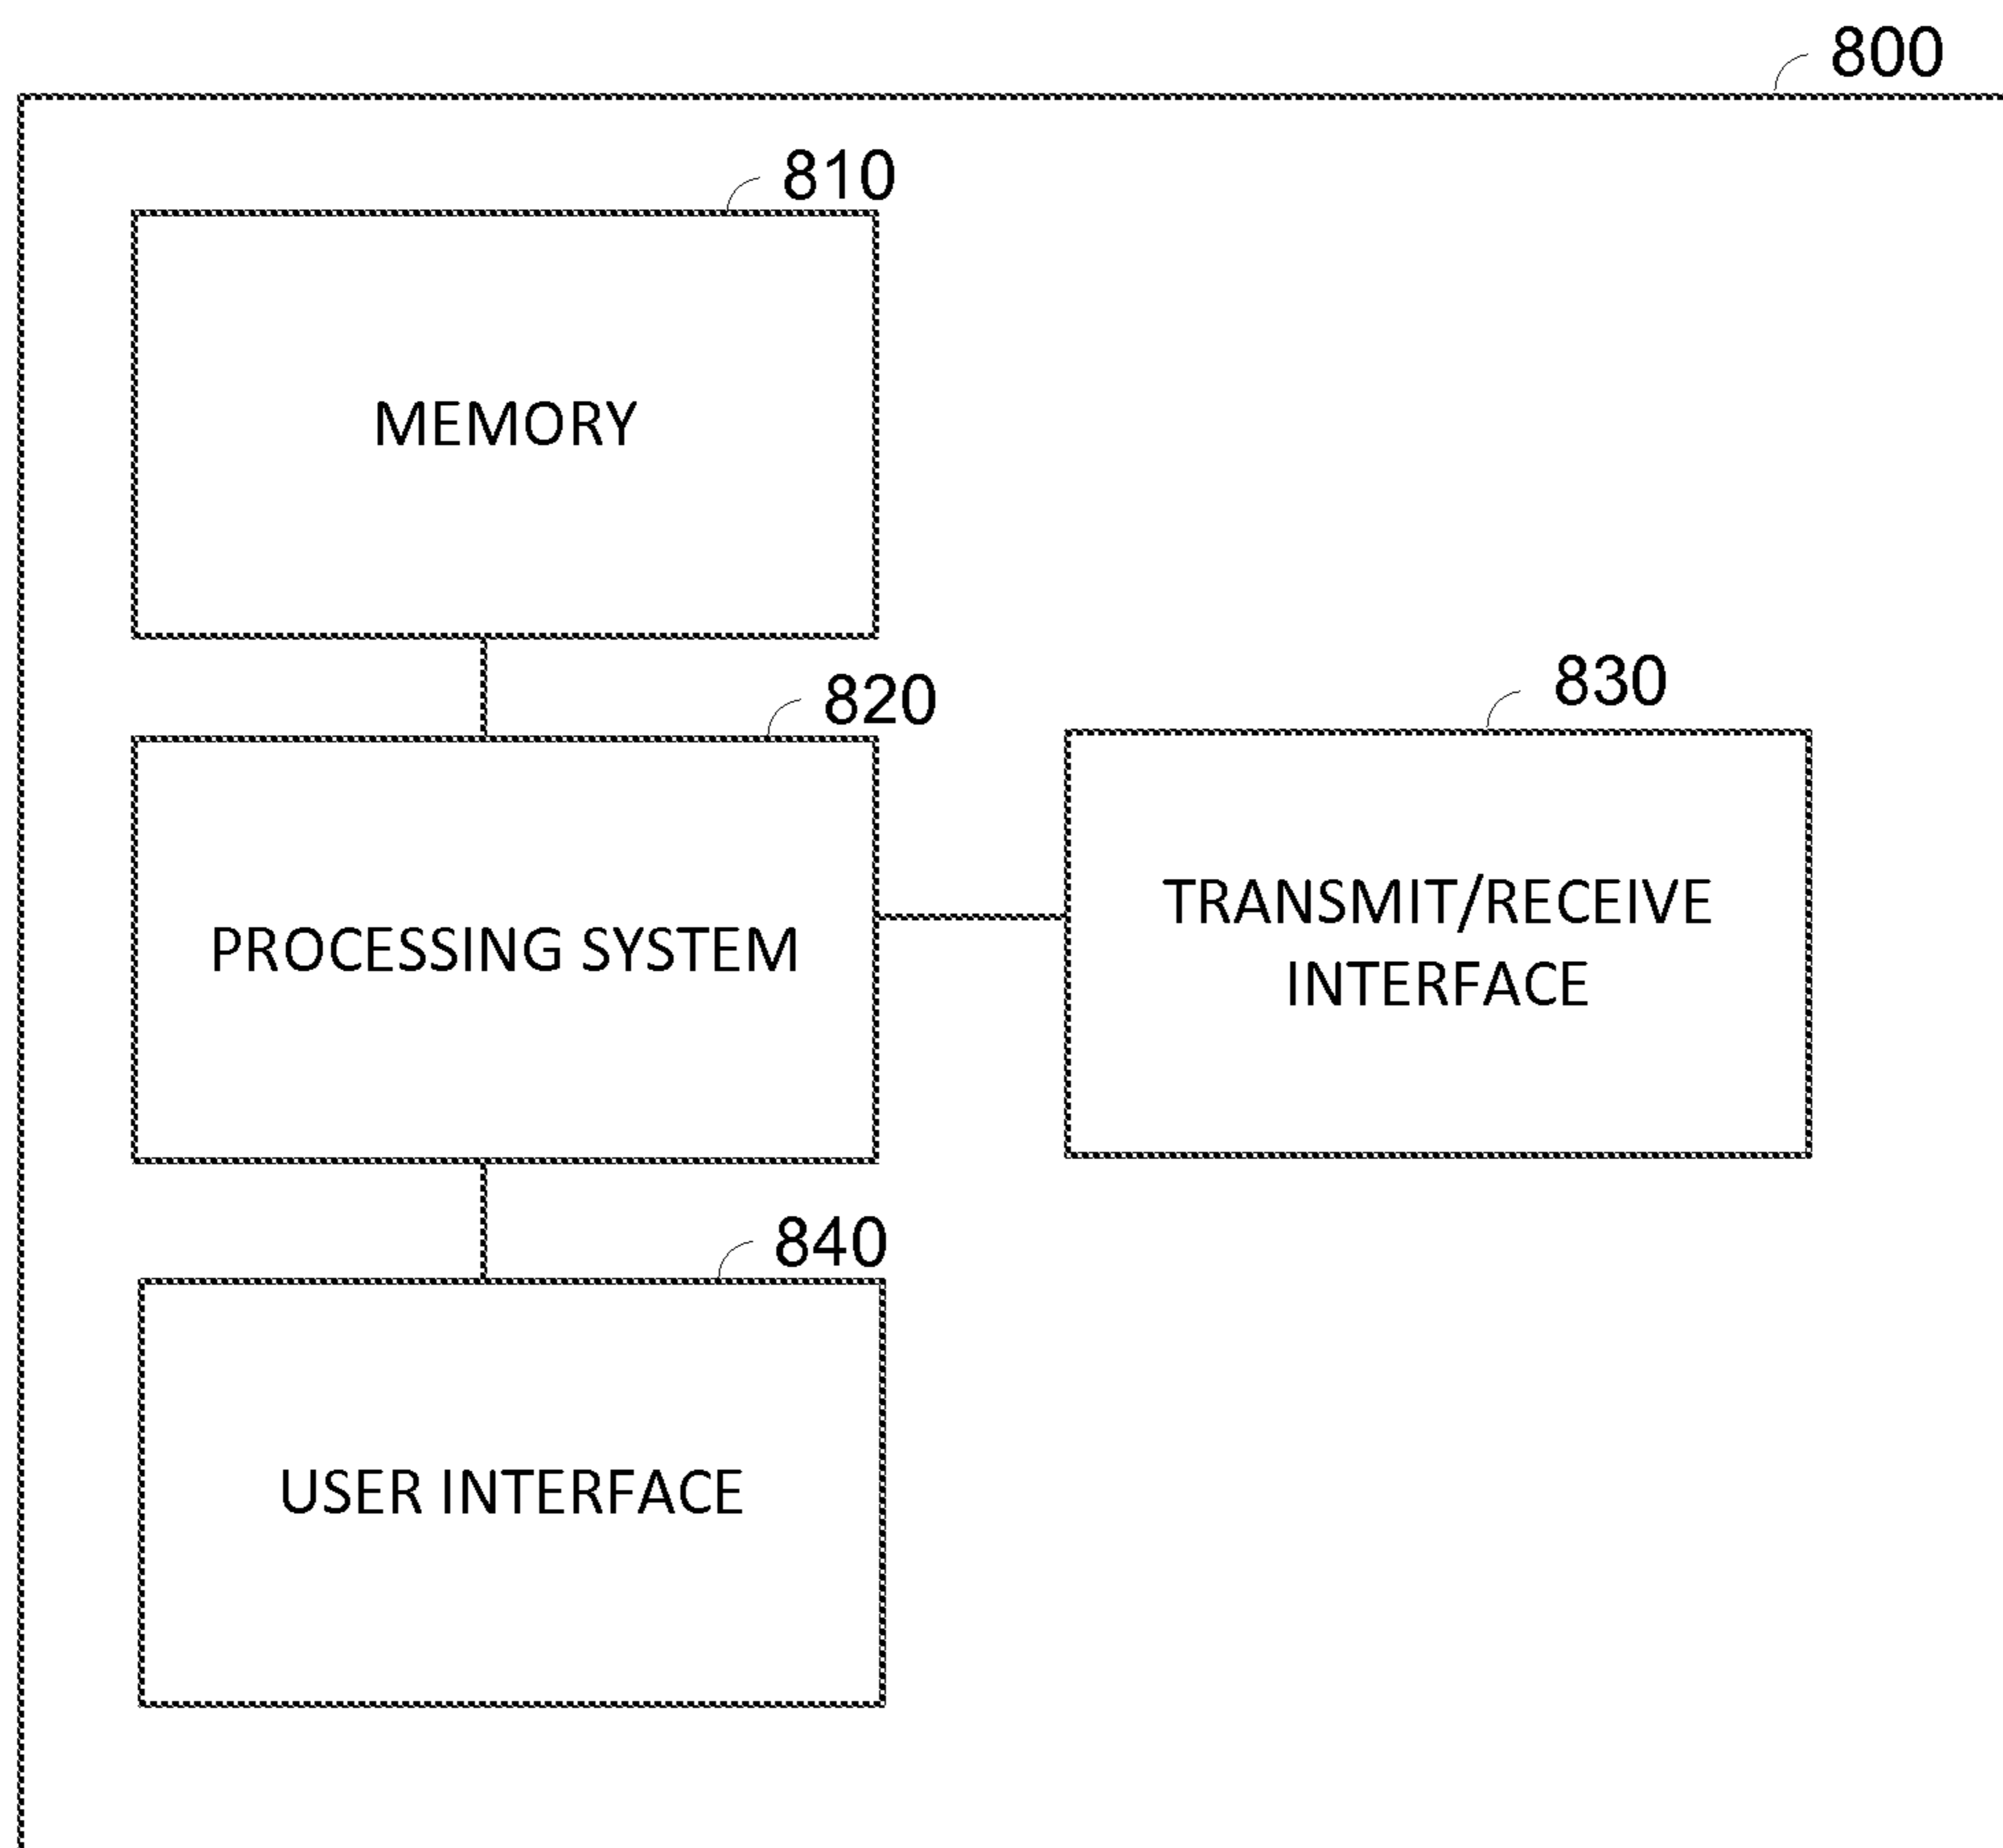 800
810
MEMORY
820
830
PROCESSING SYSTEM
TRANSMIT/RECEIVE
INTERFACE
840
USER INTERFACE